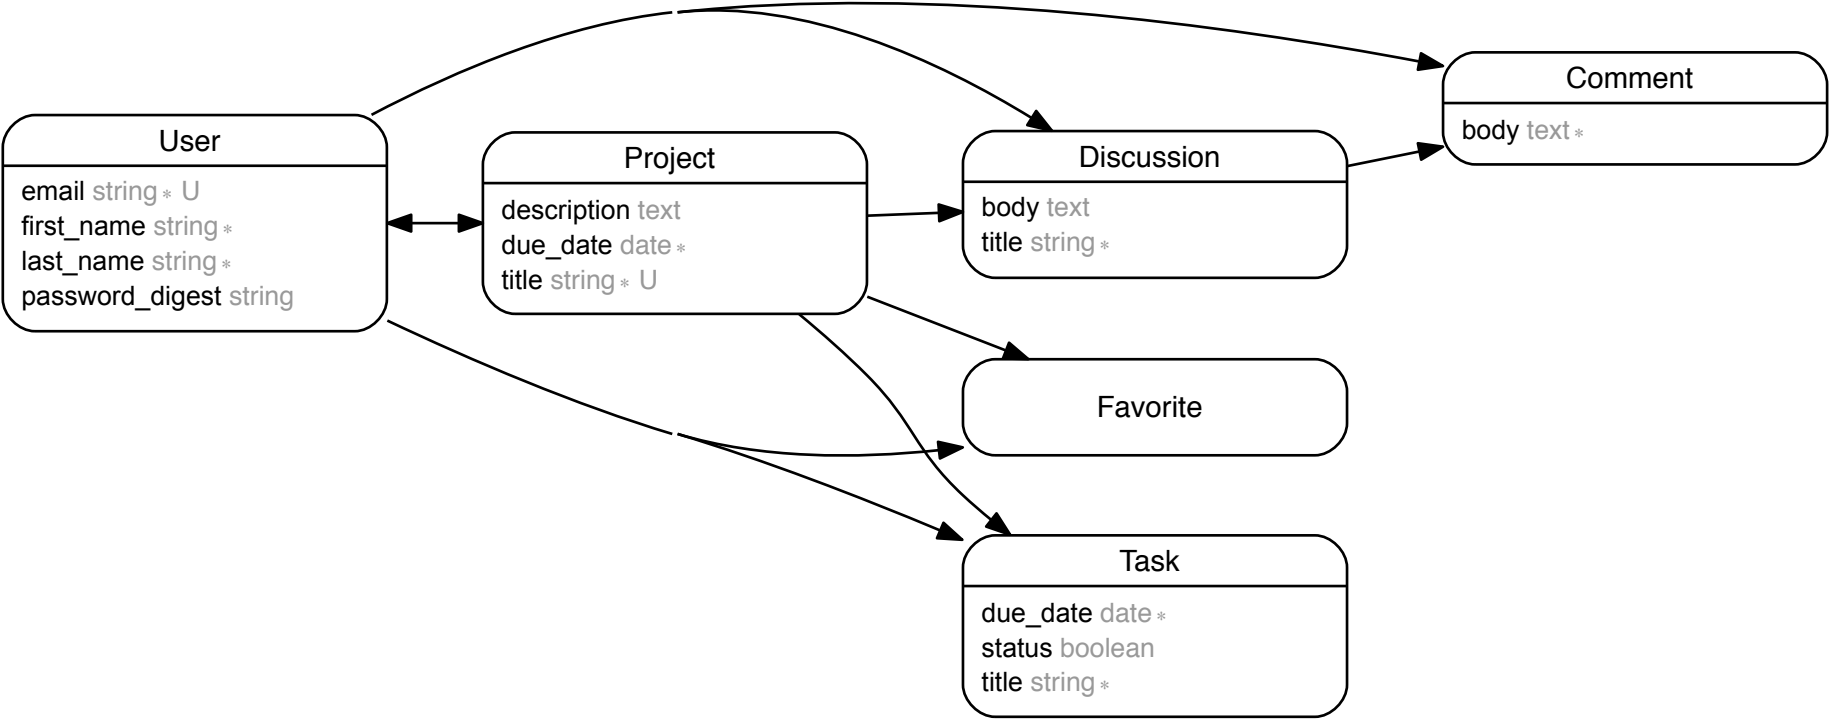 User
email string* U
first_name string*
last_name string*
password_digest string
Project
description text
due_date date*
title string* U
Discussion
body text
title string*
Comment
body text*
Favorite
Task
due_date date*
status boolean
title string*